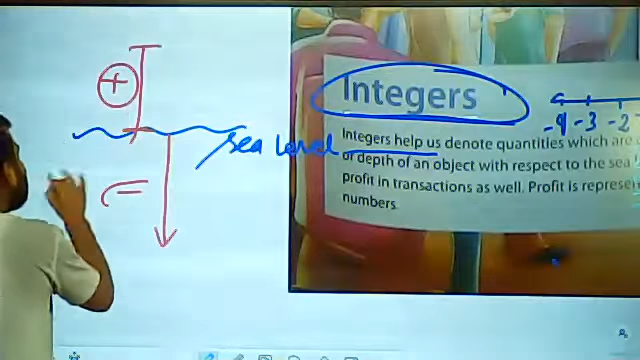 +
sea level
Integers
-4 -3 -2
Integers help us denote quantities which are
of depth of an object with respect to the sea
profit in transactions as well. Profit is represe
numbers.